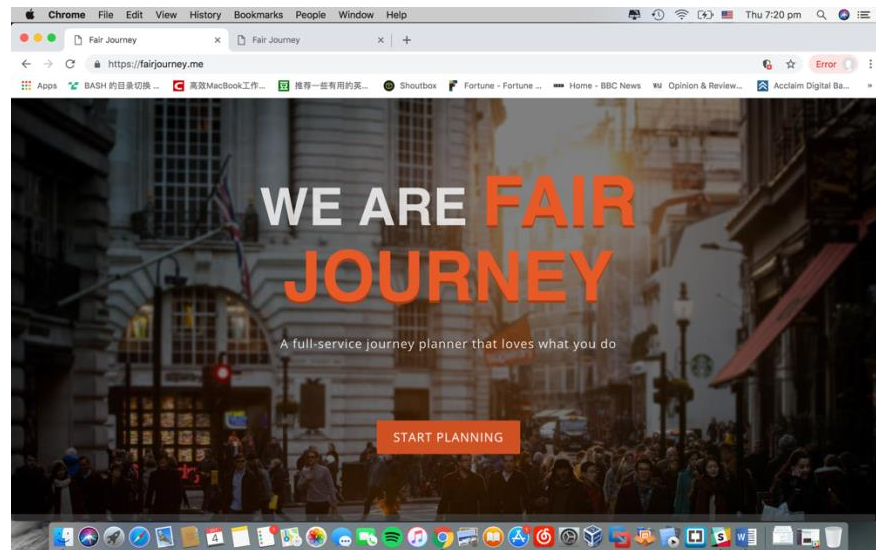 Chrome File Edit View History Bookmarks People Window Help Thu 7:20 pm
Fair Journey × Fair Journey × +
https://fairjourney.me Error
Apps BASH 的目录切换 ... 高效MacBook工作... 推荐一些有用的英... Shoutbox Fortune - Fortune ... Home - BBC News Opinion & Review... Acclaim Digital Ba... »
WE ARE FAIR
JOURNEY
A full-service journey planner that loves what you do
START PLANNING
4